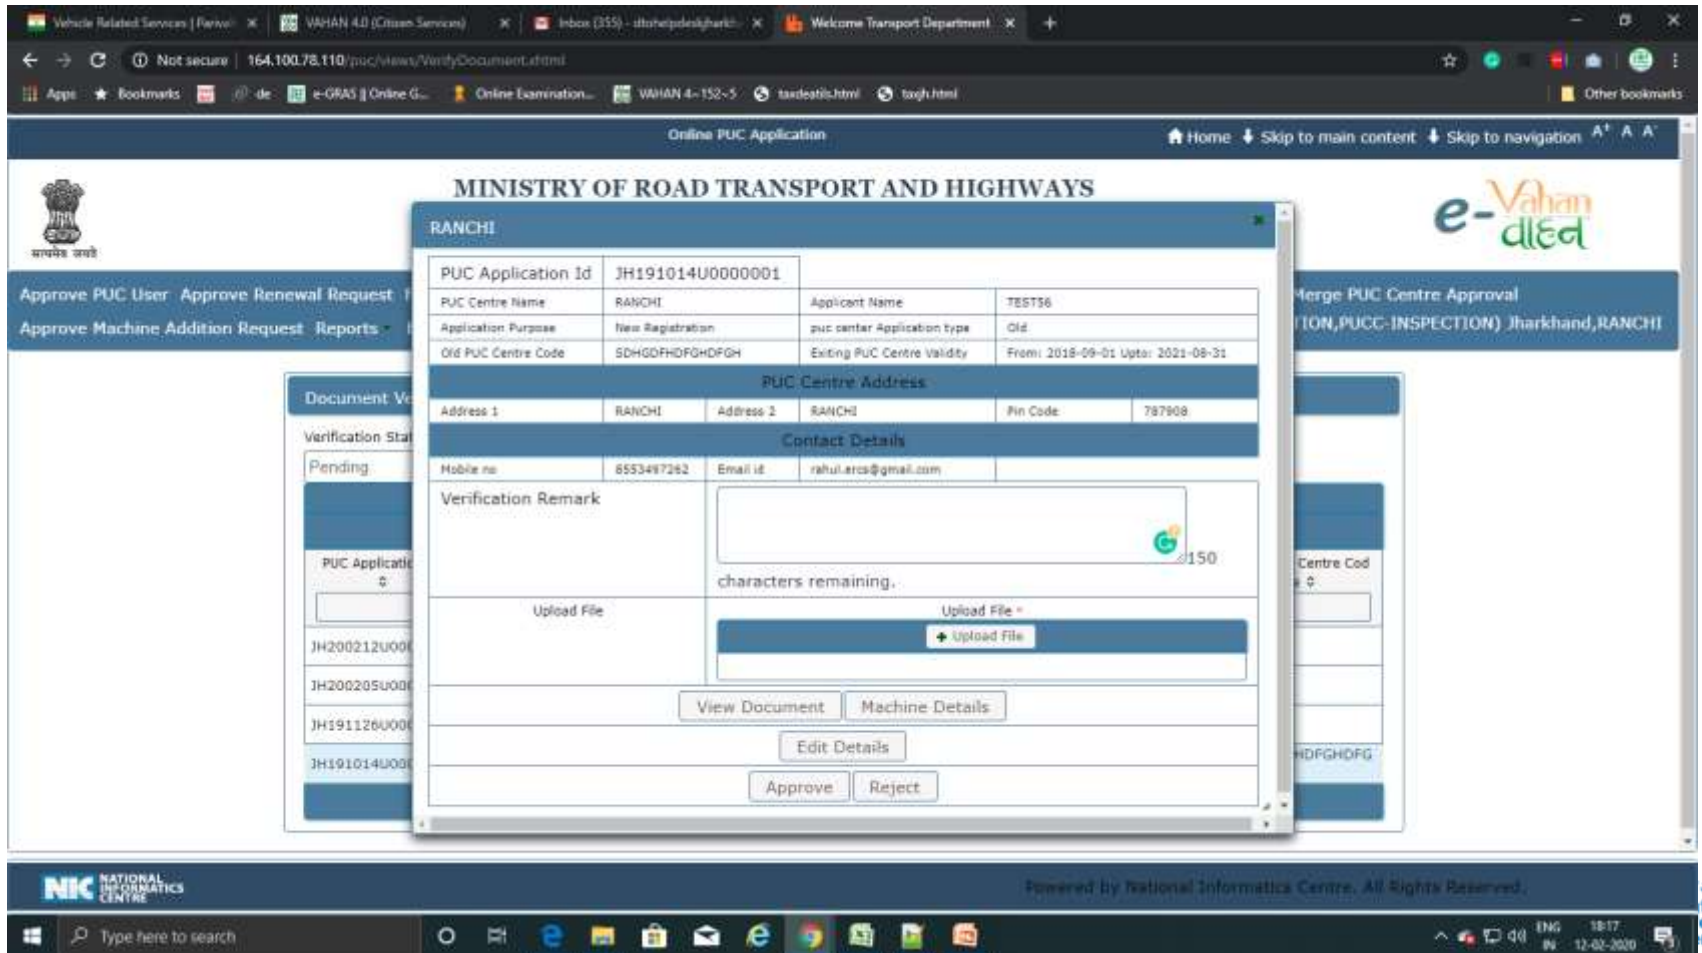 Vehicle Related Services | Parivah
VAHAN 4.0 (Citizen Services)
Inbox (355)
Welcome Transport Department
Not secure 164.100.78.110/puc/views/VerifyDocument.xhtml
Apps Bookmarks de e-GRAS || Online G... Online Examination... VAHAN 4~152~5 taxdeatils.html taxjh.html Other bookmarks
Online PUC Application Home Skip to main content Skip to navigation A+ A A-
MINISTRY OF ROAD TRANSPORT AND HIGHWAYS
सत्यमेव जयते
e-Vahan
वाहन
Approve PUC User Approve Renewal Request
Merge PUC Centre Approval
Approve Machine Addition Request Reports
TION,PUCC-INSPECTION) Jharkhand,RANCHI
RANCHI
PUC Application Id JH191014U0000001
PUC Centre Name RANCHI Applicant Name TEST56
Application Purpose New Registration puc center Application type Old
Old PUC Centre Code SDHGDFHDFGHDFGH Exiting PUC Centre Validity From: 2018-09-01 Upto: 2021-08-31
PUC Centre Address
Address 1 RANCHI Address 2 RANCHI Pin Code 787908
Contact Details
Mobile no 8553497262 Email id rahul.ercs@gmail.com
Verification Remark
150
characters remaining.
Upload File Upload File *
Upload File
View Document Machine Details
Edit Details
Approve Reject
Document Ve
Verification Stat
Pending
PUC Applicatio
Centre Cod
JH200212U000
JH200205U000
JH191126U000
JH191014U000
HDFGHDFG
NIC NATIONAL
INFORMATICS
CENTRE
Powered by National Informatics Centre. All Rights Reserved.
Type here to search
ENG
IN
18:17
12-02-2020